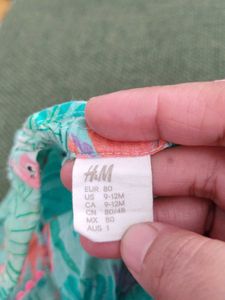 H&M
EUR 80
US 9-12M
CA 9-12M
CN 80/48
MX 80
AUS 1